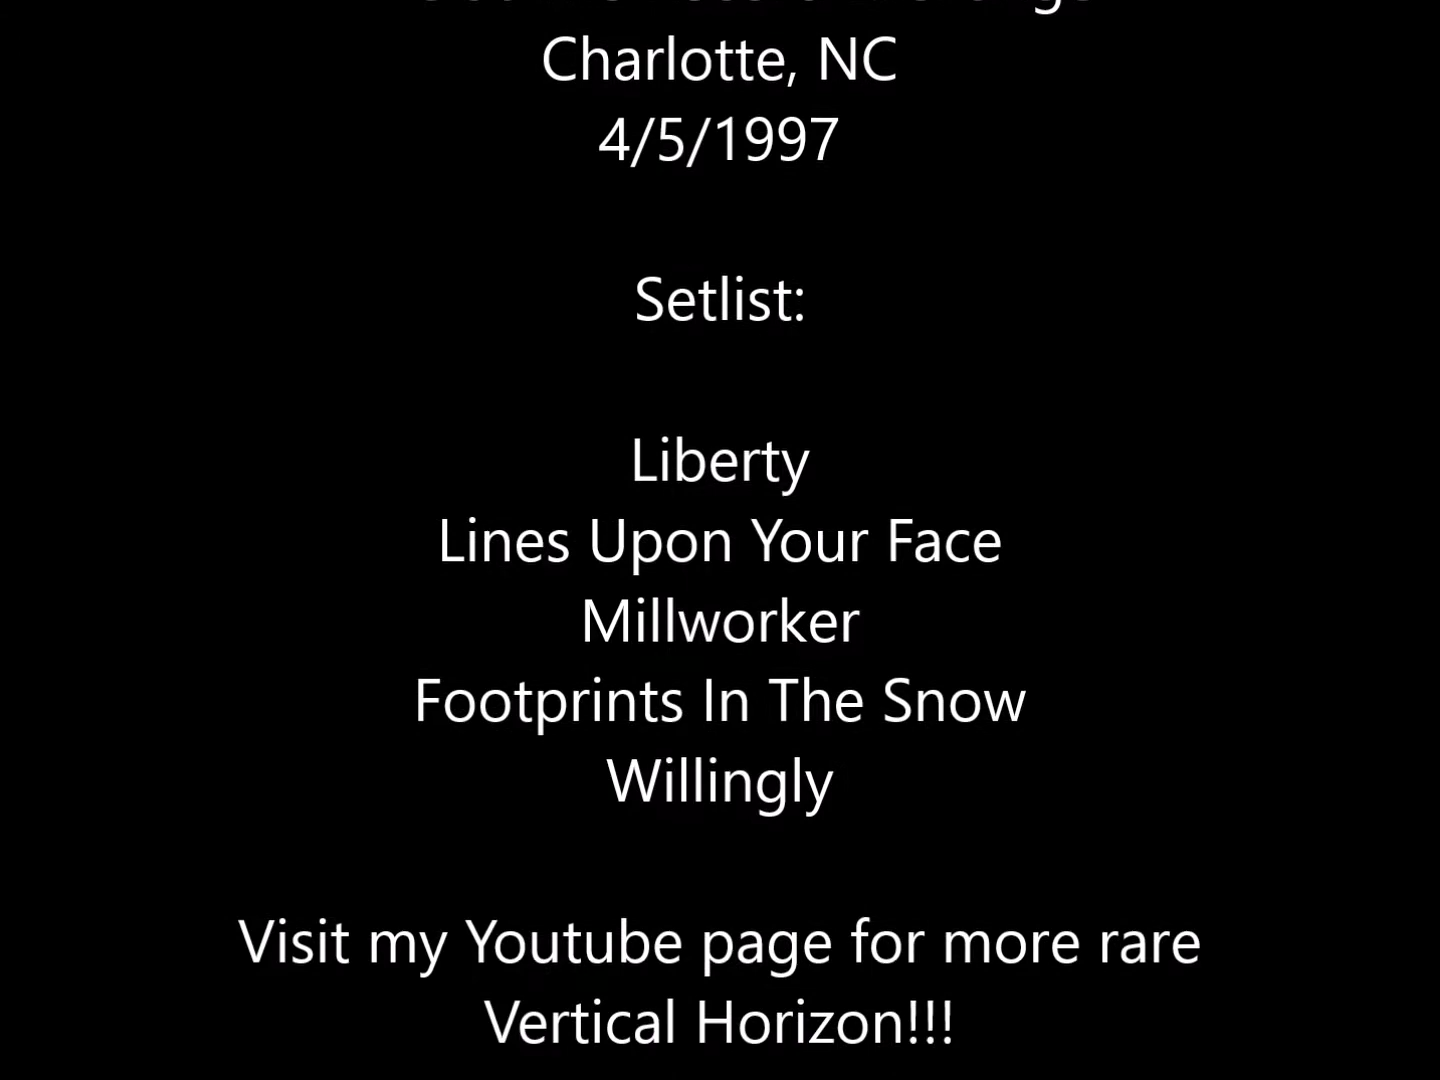 Charlotte, NC
4/5/1997
Setlist:
Liberty
Lines Upon Your Face
Millworker
Footprints In The Snow
Willingly
Visit my Youtube page for more rare
Vertical Horizon!!!